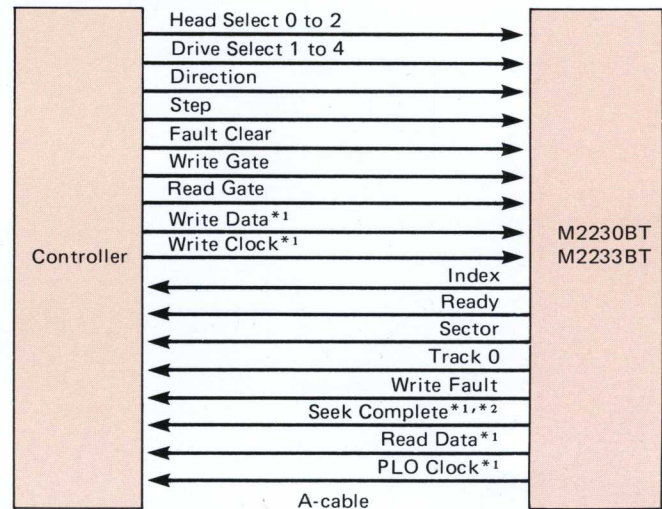 Head Select 0 to 2
Drive Select 1 to 4
Direction
Step
Fault Clear
Write Gate
Read Gate
Write Data*1
Write Clock*1
Controller
M2230BT
M2233BT
Index
Ready
Sector
Track 0
Write Fault
Seek Complete*1,*2
Read Data*1
PLO Clock*1
A-cable